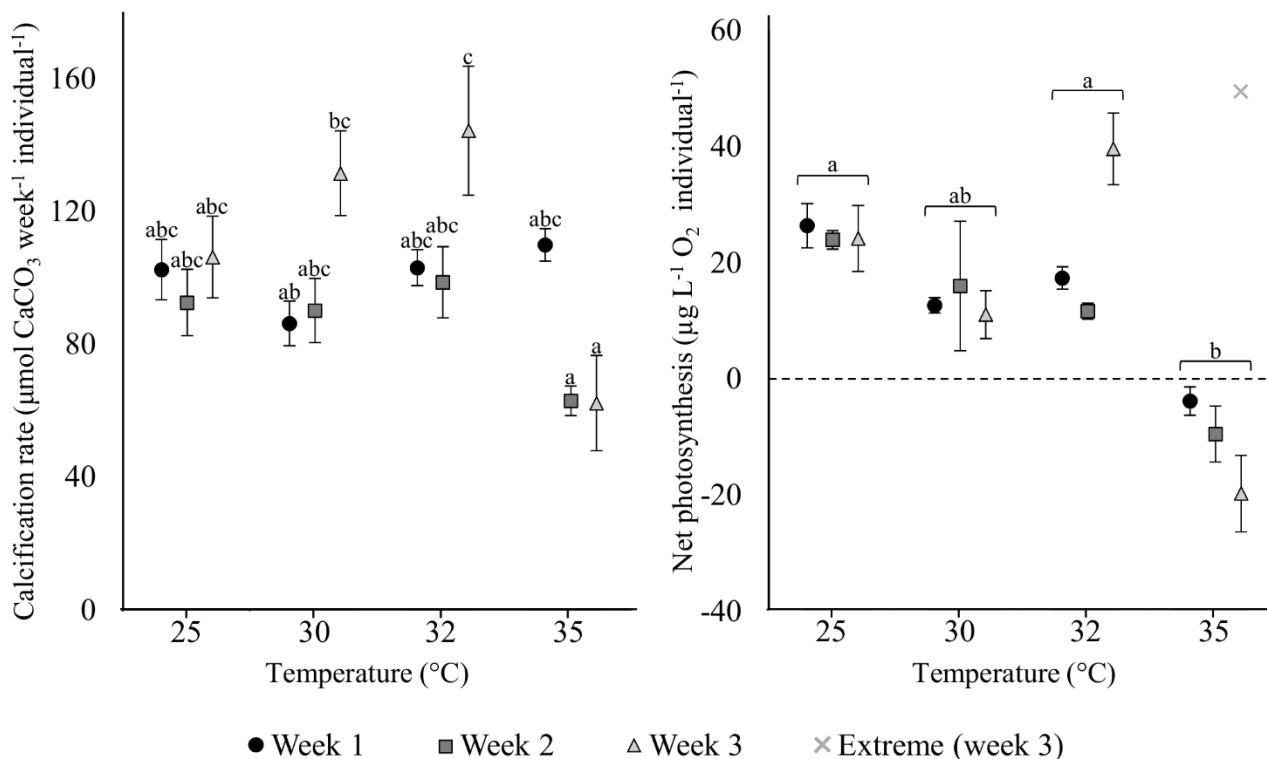 Calcification rate (µmol CaCO₃ week⁻¹ individual⁻¹)
160
120
80
40
0
abc
abc
abc
ab
abc
bc
abc
abc
c
abc
a
a
25
30
32
35
Temperature (°C)
Net photosynthesis (µg L⁻¹ O₂ individual⁻¹)
60
40
20
0
-20
-40
a
ab
a
b
25
30
32
35
Temperature (°C)
Week 1
Week 2
Week 3
Extreme (week 3)